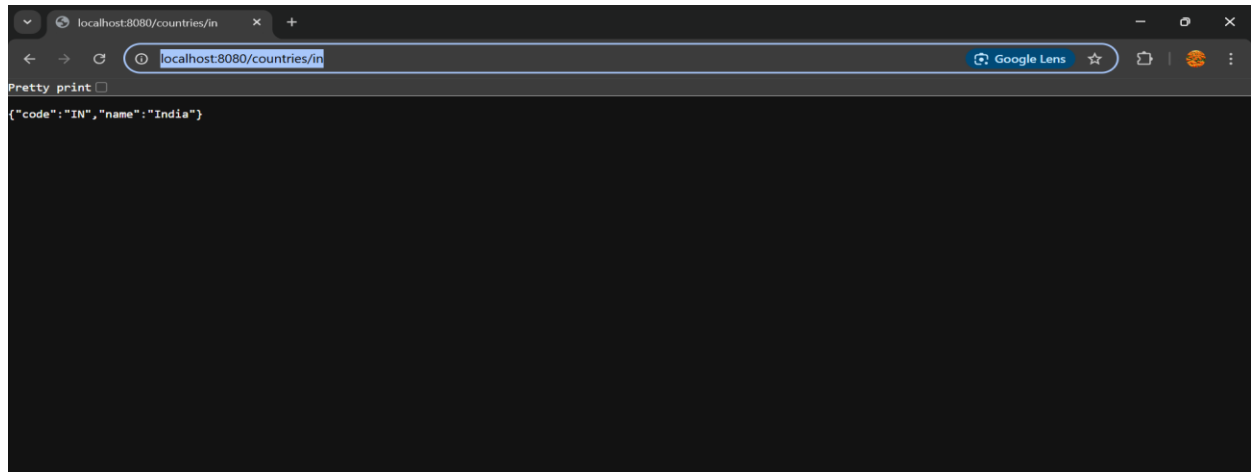 localhost:8080/countries/in
localhost:8080/countries/in
Google Lens
Pretty print
{"code":"IN","name":"India"}